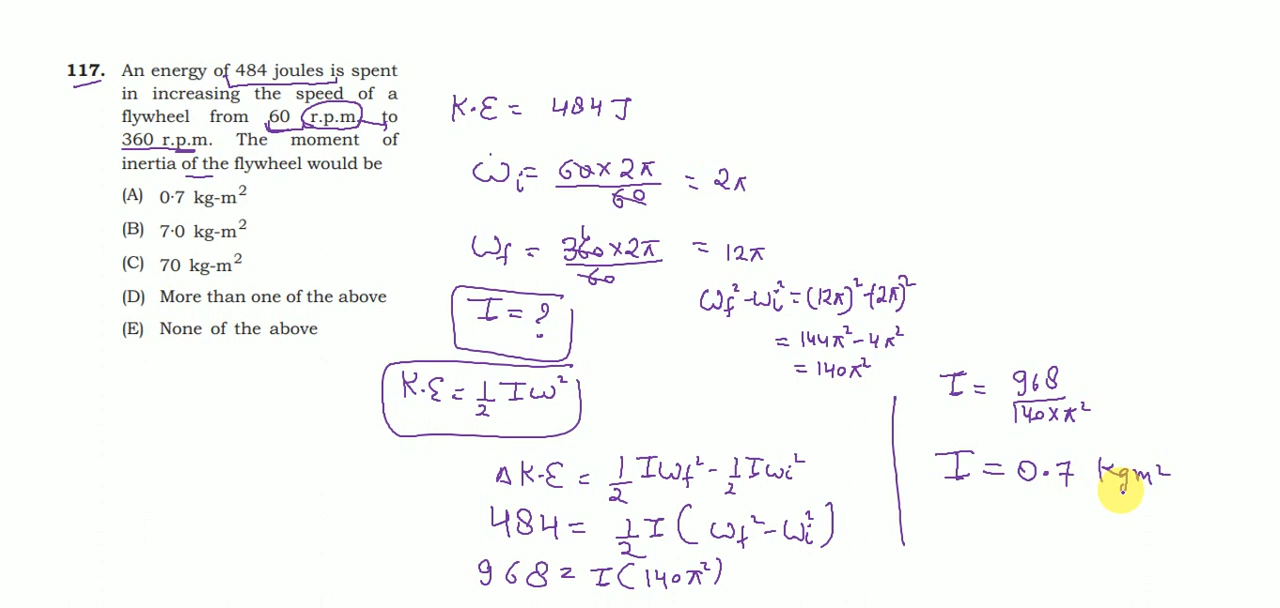 117. An energy of 484 joules is spent
in increasing the speed of a
flywheel from 60 r.p.m. to
360 r.p.m. The moment of
inertia of the flywheel would be
(A) 0·7 kg-m²
(B) 7·0 kg-m²
(C) 70 kg-m²
(D) More than one of the above
(E) None of the above
K.E = 484 J
ωi = 60 × 2π / 60 = 2π
ωf = 360 × 2π / 60 = 12π
I = ?
K.E = 1/2 Iω²
ωf² - ωi² = (12π)² - (2π)²
= 144π² - 4π²
= 140π²
ΔK.E = 1/2 Iωf² - 1/2 Iωi²
484 = 1/2 I (ωf² - ωi²)
968 = I (140π²)
I = 968 / 140 × π²
I = 0.7 kgm²